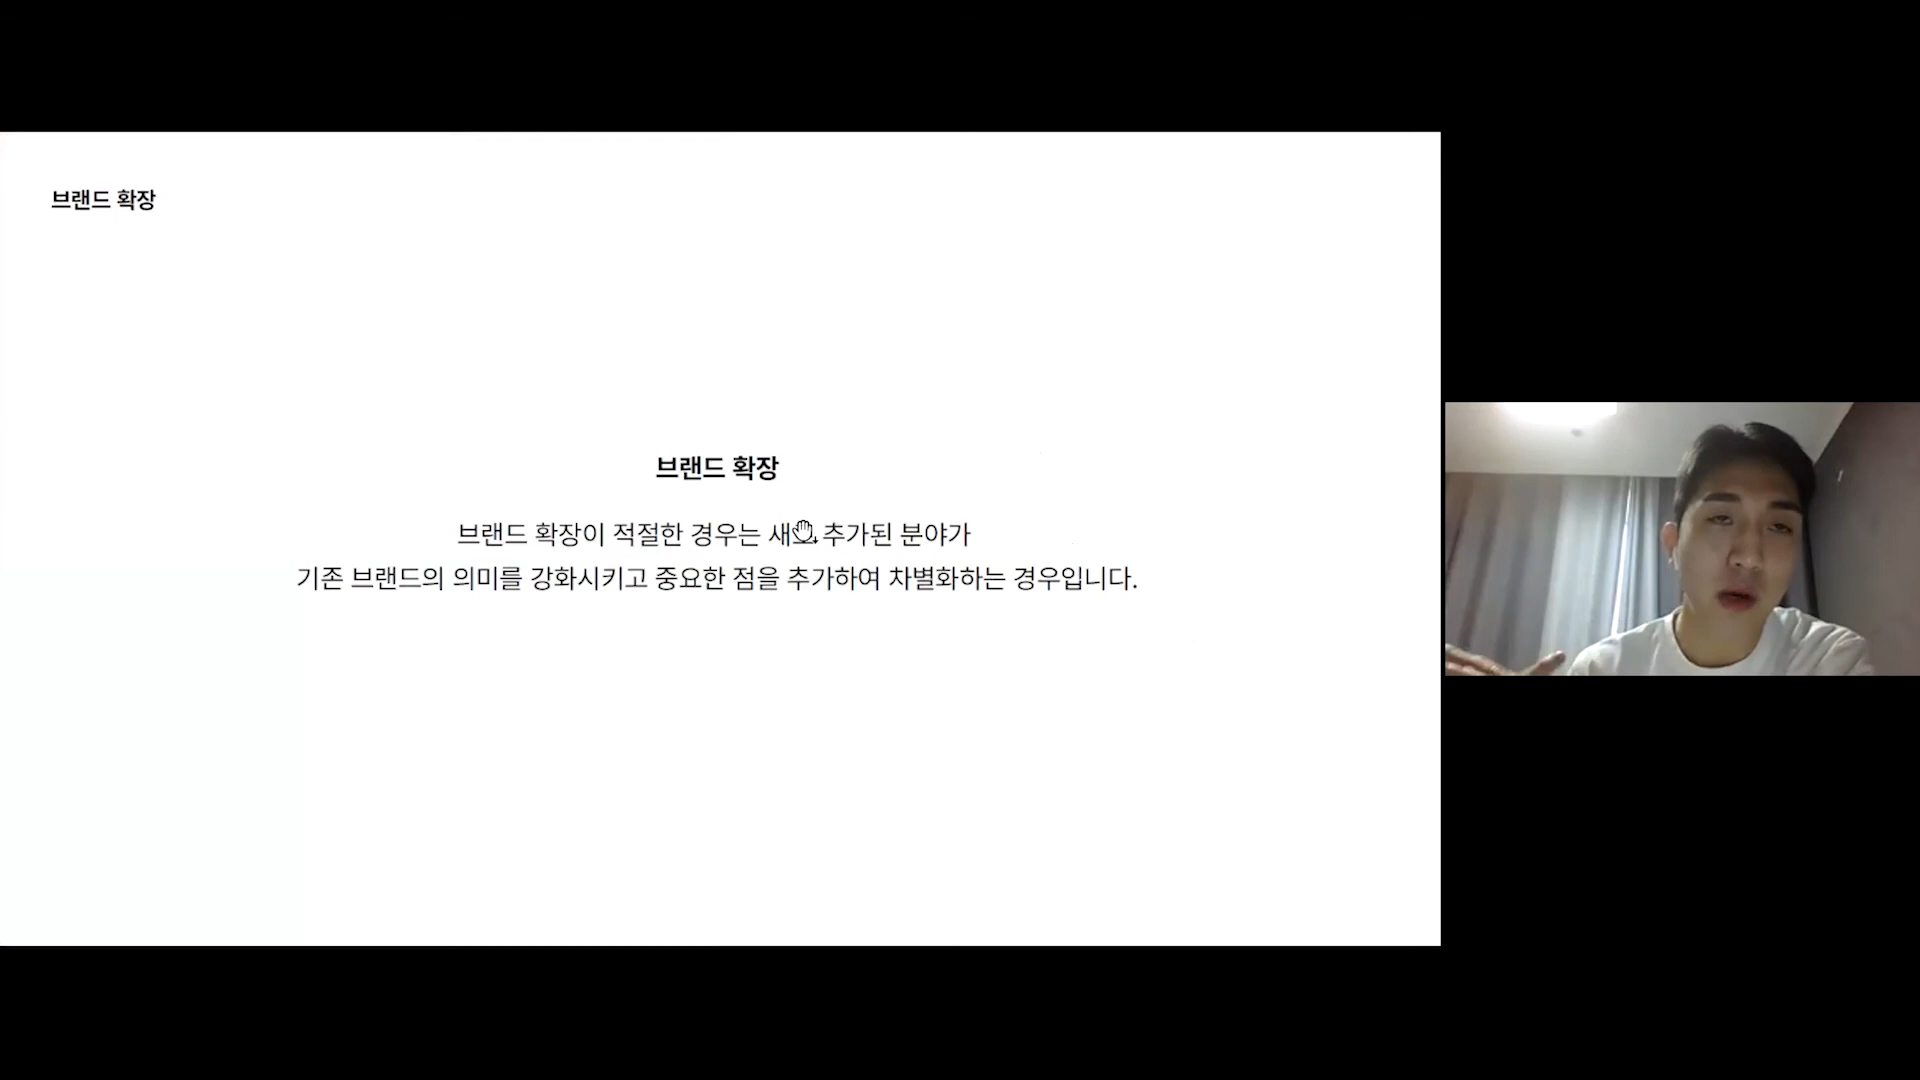 브랜드 확장
브랜드 확장
브랜드 확장이 적절한 경우는 새 추가된 분야가
기존 브랜드의 의미를 강화시키고 중요한 점을 추가하여 차별화하는 경우입니다.